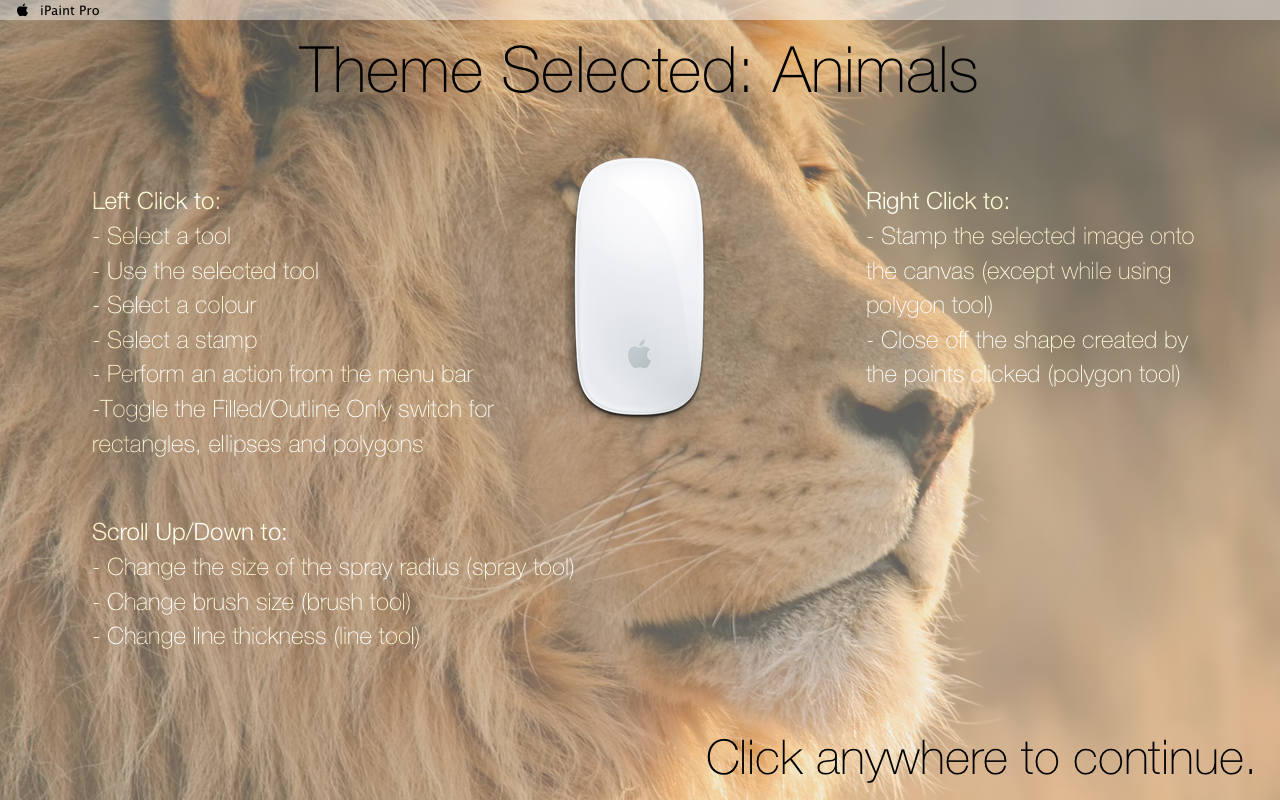 iPaint Pro
Theme Selected: Animals
Left Click to:
- Select a tool
- Use the selected tool
- Select a colour
- Select a stamp
- Perform an action from the menu bar
-Toggle the Filled/Outline Only switch for
rectangles, ellipses and polygons
Right Click to:
- Stamp the selected image onto
the canvas (except while using
polygon tool)
- Close off the shape created by
the points clicked (polygon tool)
Scroll Up/Down to:
- Change the size of the spray radius (spray tool)
- Change brush size (brush tool)
- Change line thickness (line tool)
Click anywhere to continue.